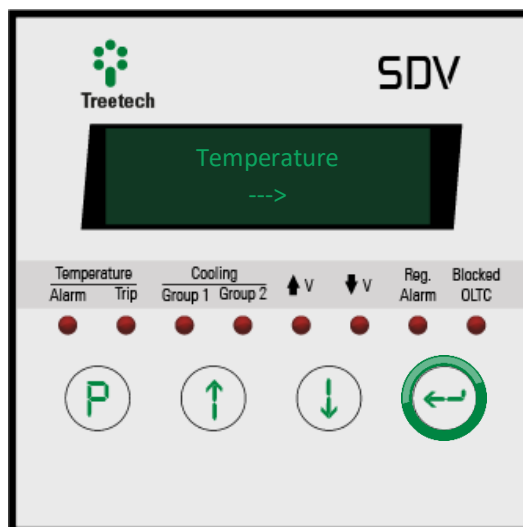 Treetech
SDV
Temperature
--->
Temperature
Alarm Trip
Cooling
Group 1 Group 2
V
V
Reg.
Alarm
Blocked
OLTC
P